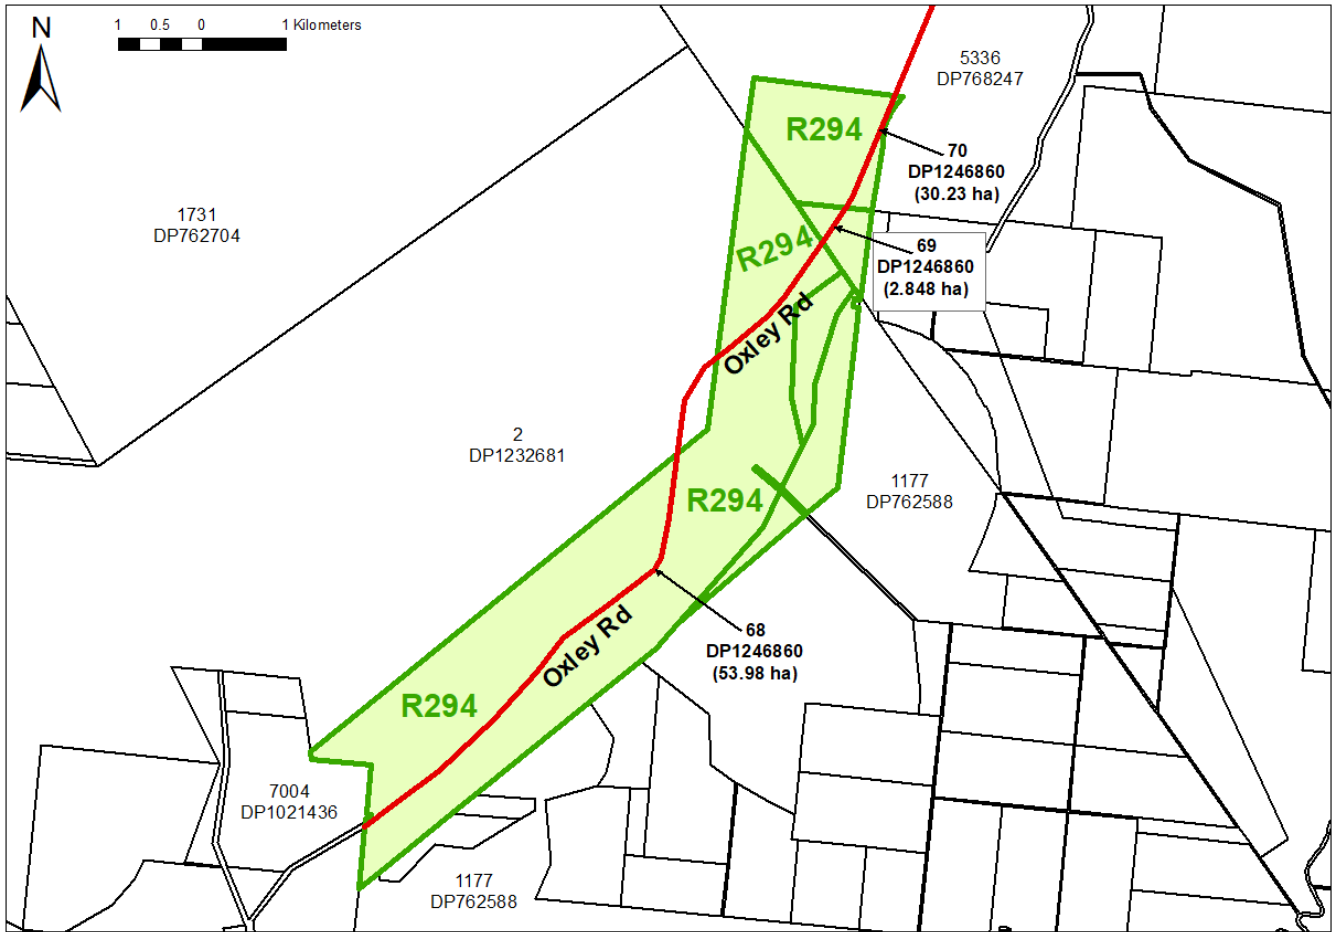 N
1 0.5 0 1 Kilometers
5336
DP768247
R294
70
DP1246860
(30.23 ha)
1731
DP762704
R294
69
DP1246860
(2.848 ha)
Oxley Rd
2
DP1232681
R294
1177
DP762588
68
DP1246860
(53.98 ha)
Oxley Rd
R294
7004
DP1021436
1177
DP762588